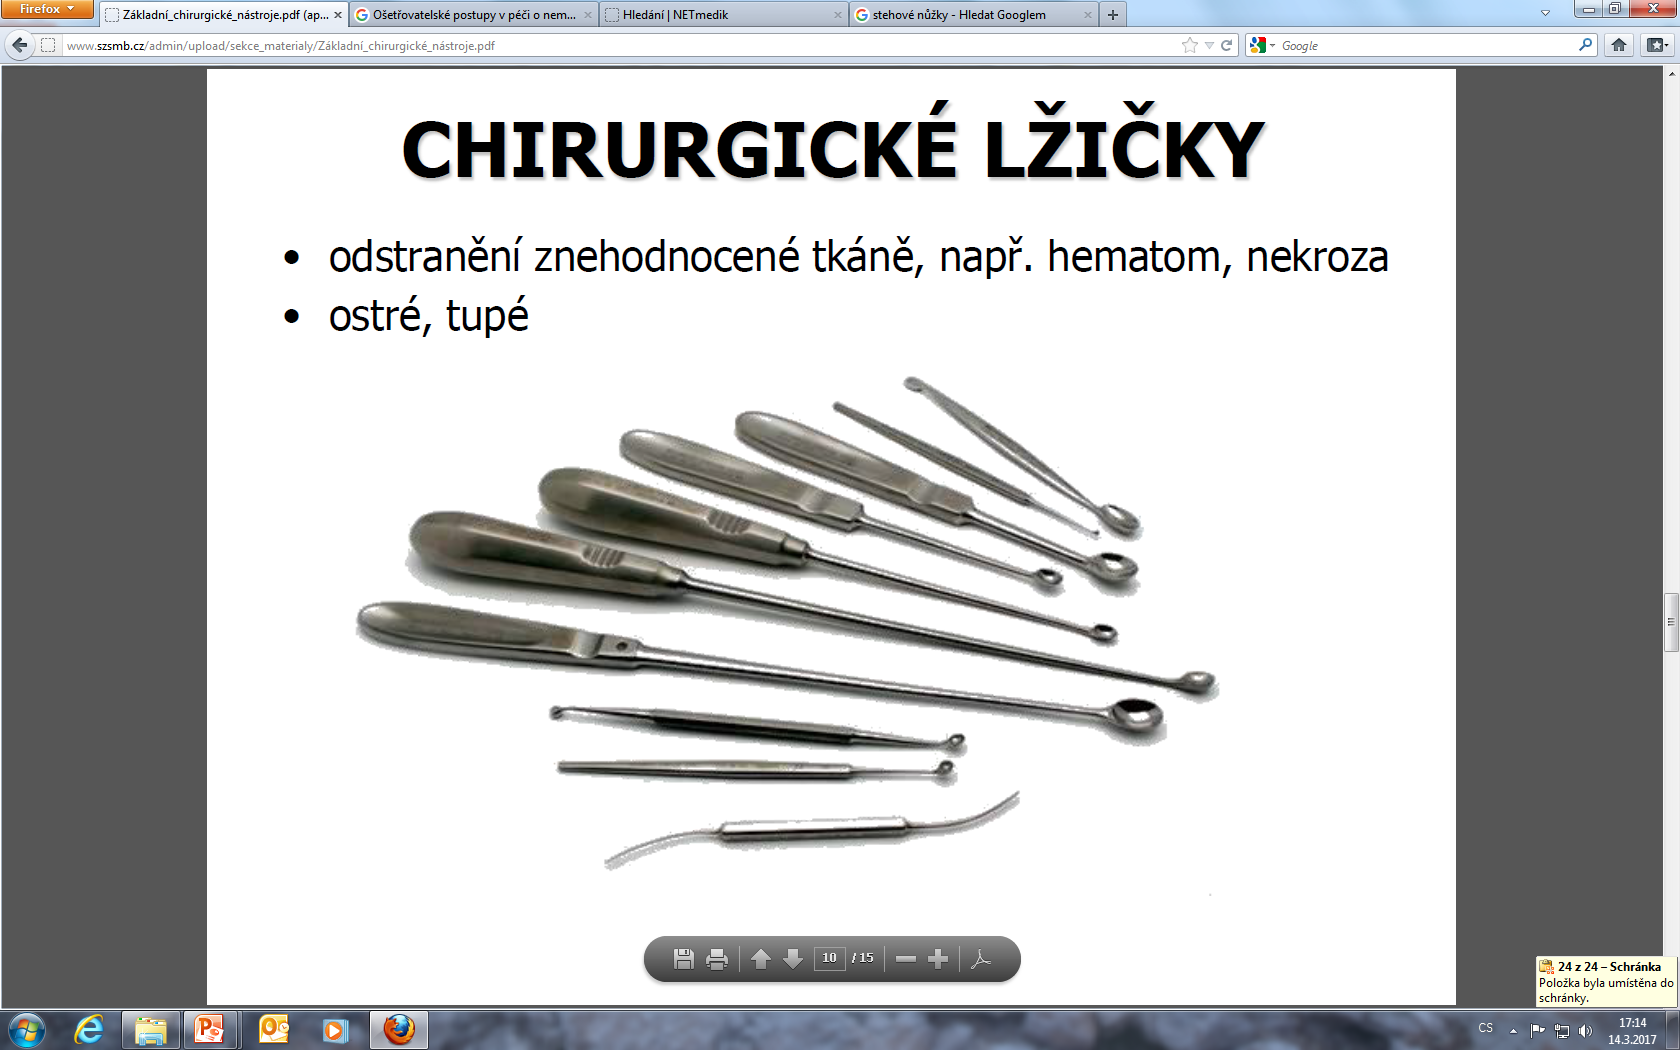 Firefox
Základní_chirurgické_nástroje.pdf (ap...
Ošetřovatelské postupy v péči o nem...
Hledání | NETmedik
stehové nůžky - Hledat Googlem
www.szsmb.cz/admin/upload/sekce_materialy/Základní_chirurgické_nástroje.pdf
Google
CHIRURGICKÉ LŽIČKY
• odstranění znehodnocené tkáně, např. hematom, nekroza
• ostré, tupé
10 / 15
24 z 24 – Schránka
Položka byla umístěna do
schránky.
CS
17:14
14.3.2017